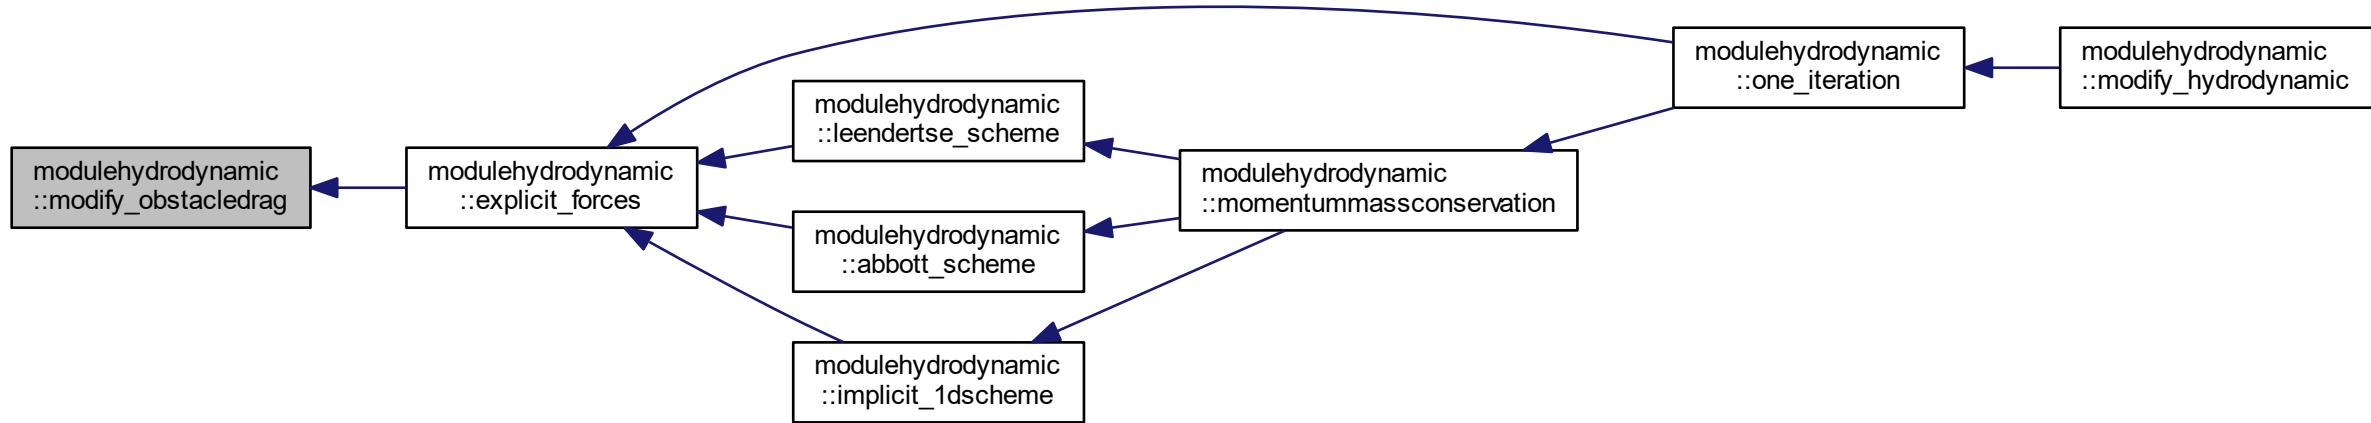 modulehydrodynamic
::modify_obstacledrag
modulehydrodynamic
::explicit_forces
modulehydrodynamic
::leendertse_scheme
modulehydrodynamic
::abbott_scheme
modulehydrodynamic
::implicit_1dscheme
modulehydrodynamic
::momentummassconservation
modulehydrodynamic
::one_iteration
modulehydrodynamic
::modify_hydrodynamic